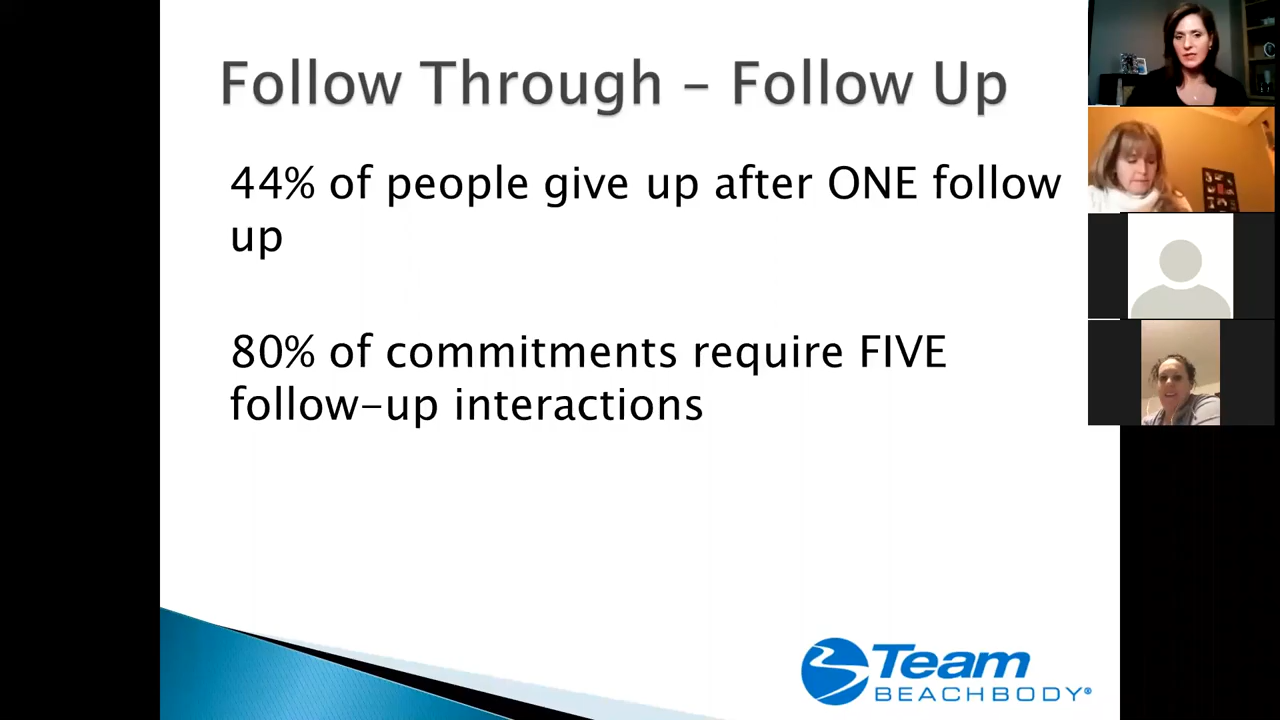 Follow Through – Follow Up
44% of people give up after ONE follow
up
80% of commitments require FIVE
follow-up interactions
Team
BEACHBODY®